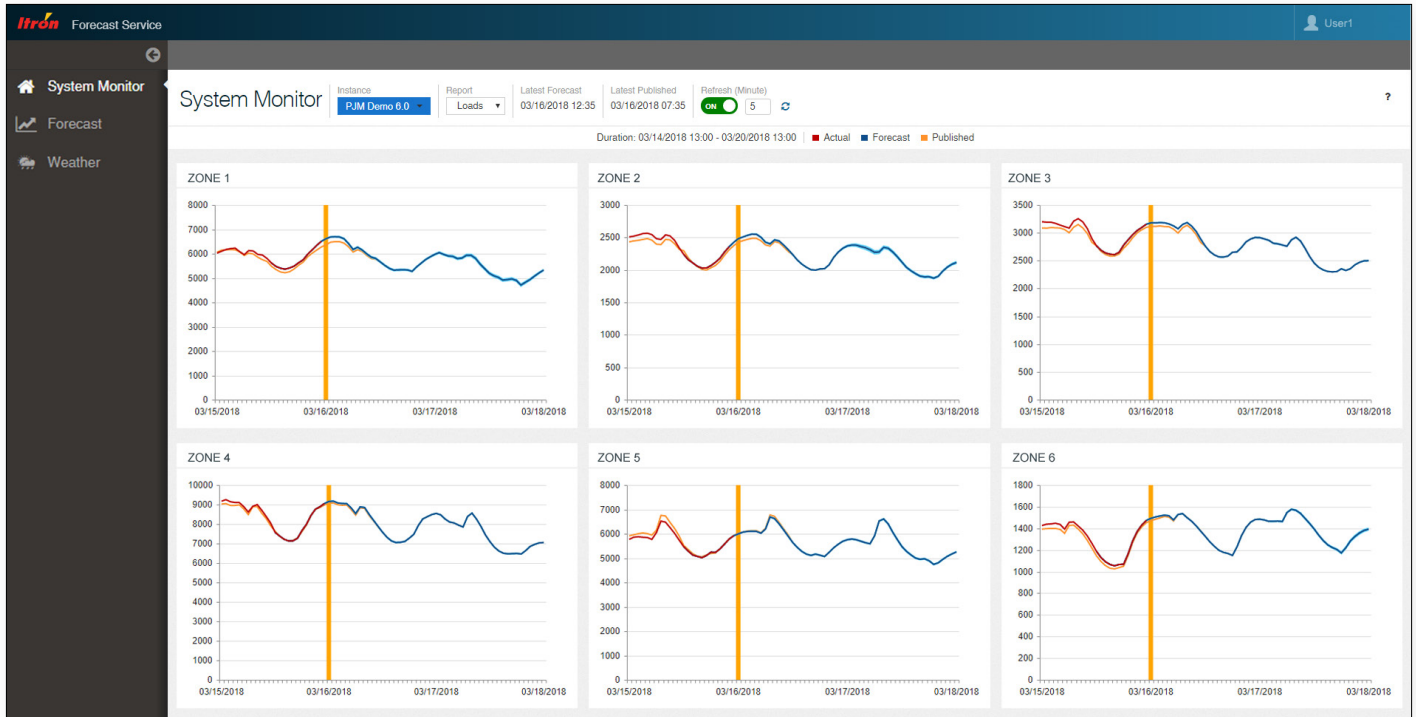 Itrón Forecast Service
User1
System Monitor
Forecast
Weather
System Monitor
Instance
PJM Demo 6.0
Report
Loads
Latest Forecast
03/16/2018 12:35
Latest Published
03/16/2018 07:35
Refresh (Minute)
ON 5
?
Duration: 03/14/2018 13:00 - 03/20/2018 13:00 Actual Forecast Published
ZONE 1
8000
7000
6000
5000
4000
3000
2000
1000
0
03/15/2018 03/16/2018 03/17/2018 03/18/2018
ZONE 2
3000
2500
2000
1500
1000
500
0
03/15/2018 03/16/2018 03/17/2018 03/18/2018
ZONE 3
3500
3000
2500
2000
1500
1000
500
0
03/15/2018 03/16/2018 03/17/2018 03/18/2018
ZONE 4
10000
9000
8000
7000
6000
5000
4000
3000
2000
1000
0
03/15/2018 03/16/2018 03/17/2018 03/18/2018
ZONE 5
8000
7000
6000
5000
4000
3000
2000
1000
0
03/15/2018 03/16/2018 03/17/2018 03/18/2018
ZONE 6
1800
1600
1400
1200
1000
800
600
400
200
0
03/15/2018 03/16/2018 03/17/2018 03/18/2018